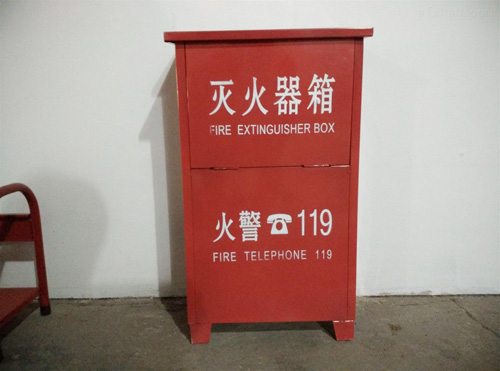 灭火器箱
FIRE EXTINGUISHER BOX
火警☎119
FIRE TELEPHONE 119